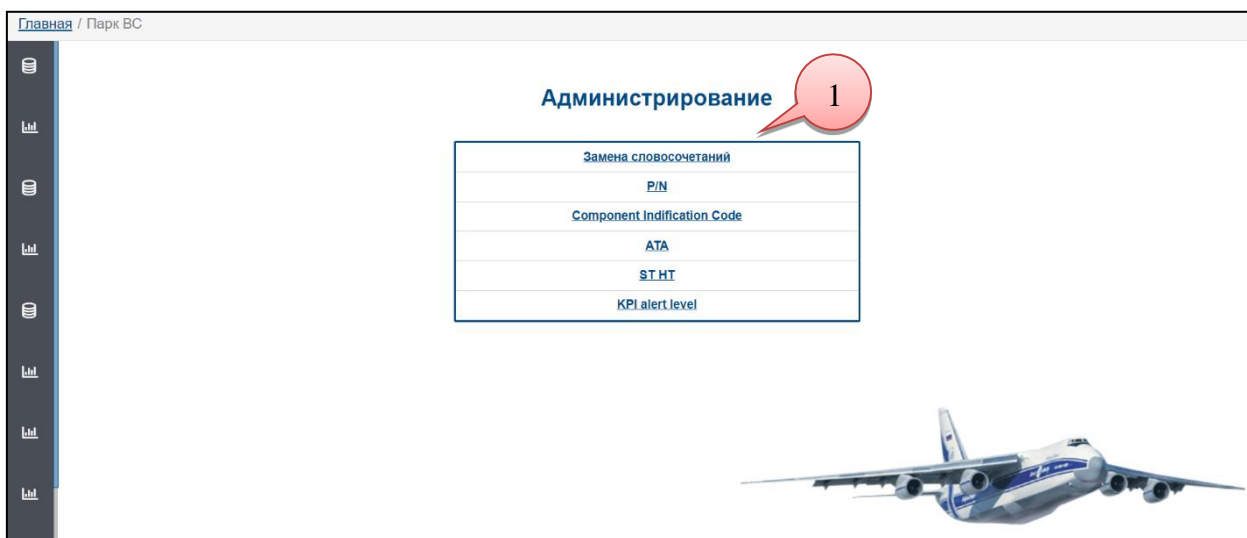 Главная / Парк ВС
Администрирование
1
Замена словосочетаний
P/N
Component Indification Code
ATA
ST HT
KPI alert level